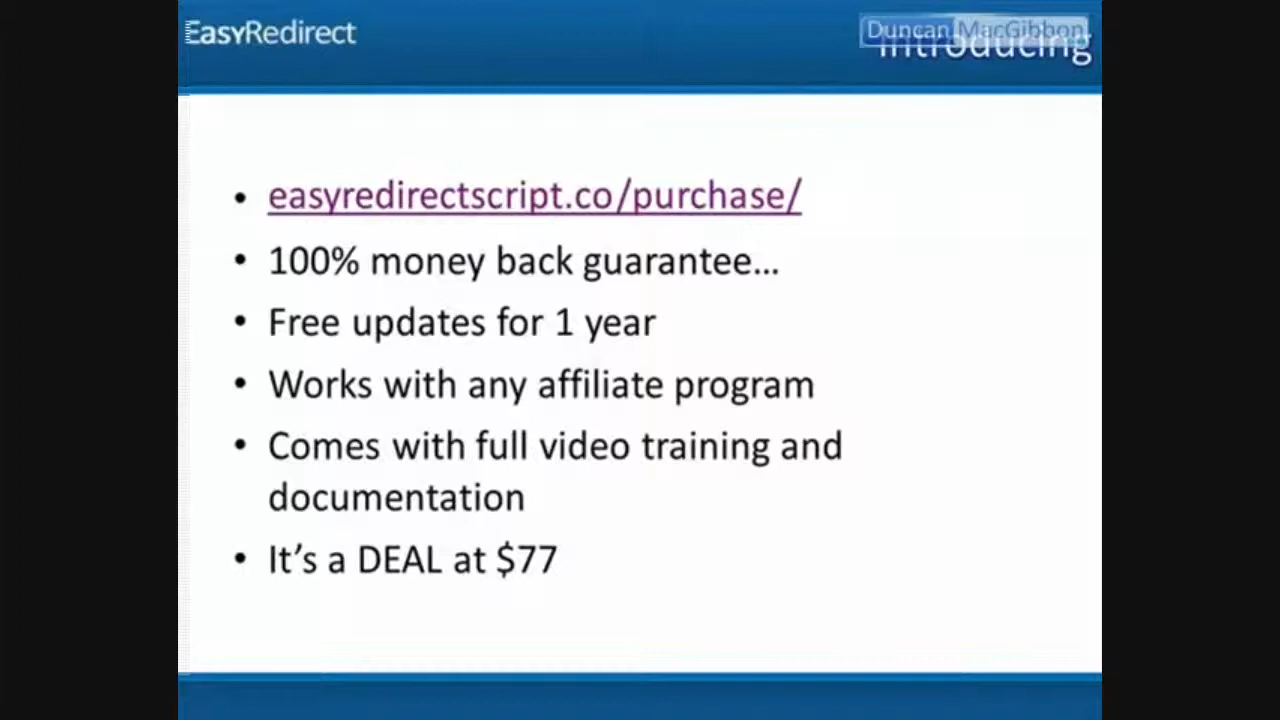 EasyRedirect
Duncan MacGibbon
Introducing
• easyredirectscript.co/purchase/
• 100% money back guarantee...
• Free updates for 1 year
• Works with any affiliate program
• Comes with full video training and
documentation
• It's a DEAL at $77